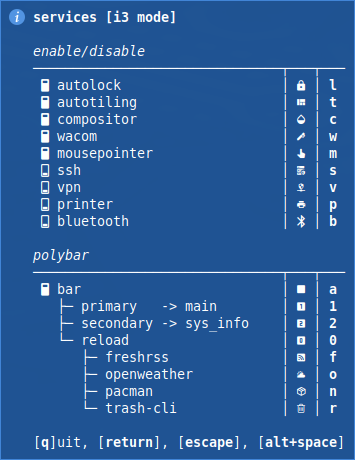 services [i3 mode]
enable/disable
autolock l
autotiling t
compositor c
wacom w
mousepointer m
ssh s
vpn v
printer p
bluetooth b
polybar
bar a
├─ primary -> main 1
├─ secondary -> sys_info 2
└─ reload 0
├─ freshrss f
├─ openweather o
├─ pacman n
└─ trash-cli r
[q]uit, [return], [escape], [alt+space]